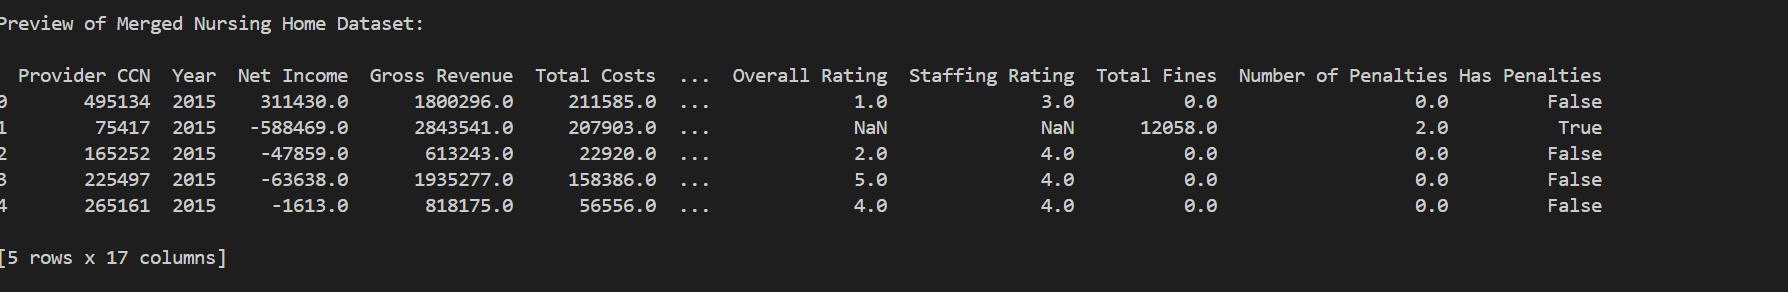 Preview of Merged Nursing Home Dataset:
Provider CCN Year Net Income Gross Revenue Total Costs ... Overall Rating Staffing Rating Total Fines Number of Penalties Has Penalties
0 495134 2015 311430.0 1800296.0 211585.0 ... 1.0 3.0 0.0 0.0 False
1 75417 2015 -588469.0 2843541.0 207903.0 ... NaN NaN 12058.0 2.0 True
2 165252 2015 -47859.0 613243.0 22920.0 ... 2.0 4.0 0.0 0.0 False
3 225497 2015 -63638.0 1935277.0 158386.0 ... 5.0 4.0 0.0 0.0 False
4 265161 2015 -1613.0 818175.0 56556.0 ... 4.0 4.0 0.0 0.0 False
[5 rows x 17 columns]